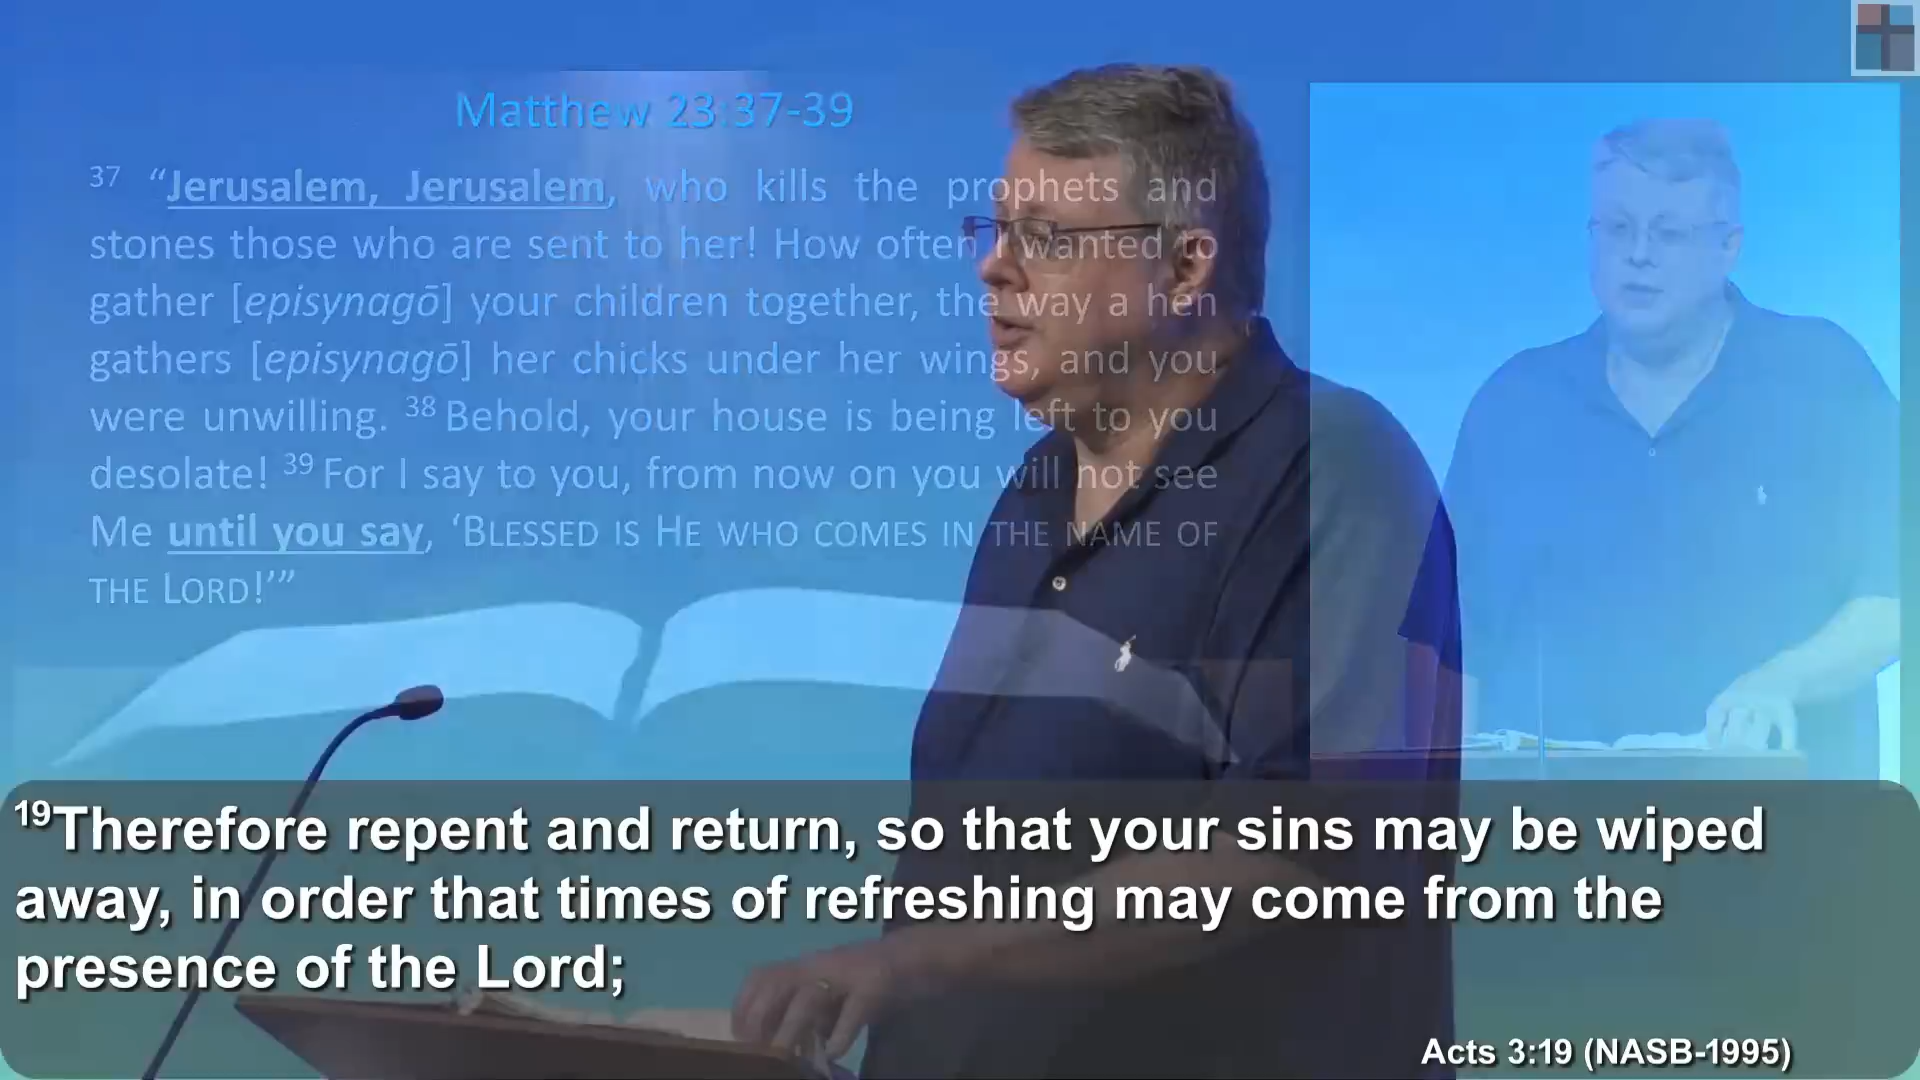 Matthew 23:37-39
37 “Jerusalem, Jerusalem, who kills the prophets and
stones those who are sent to her! How often I wanted to
gather [episynagō] your children together, the way a hen
gathers [episynagō] her chicks under her wings, and you
were unwilling. 38 Behold, your house is being left to you
desolate! 39 For I say to you, from now on you will not see
Me until you say, ‘BLESSED IS HE WHO COMES IN THE NAME OF
THE LORD!’”
19Therefore repent and return, so that your sins may be wiped
away, in order that times of refreshing may come from the
presence of the Lord;
Acts 3:19 (NASB-1995)